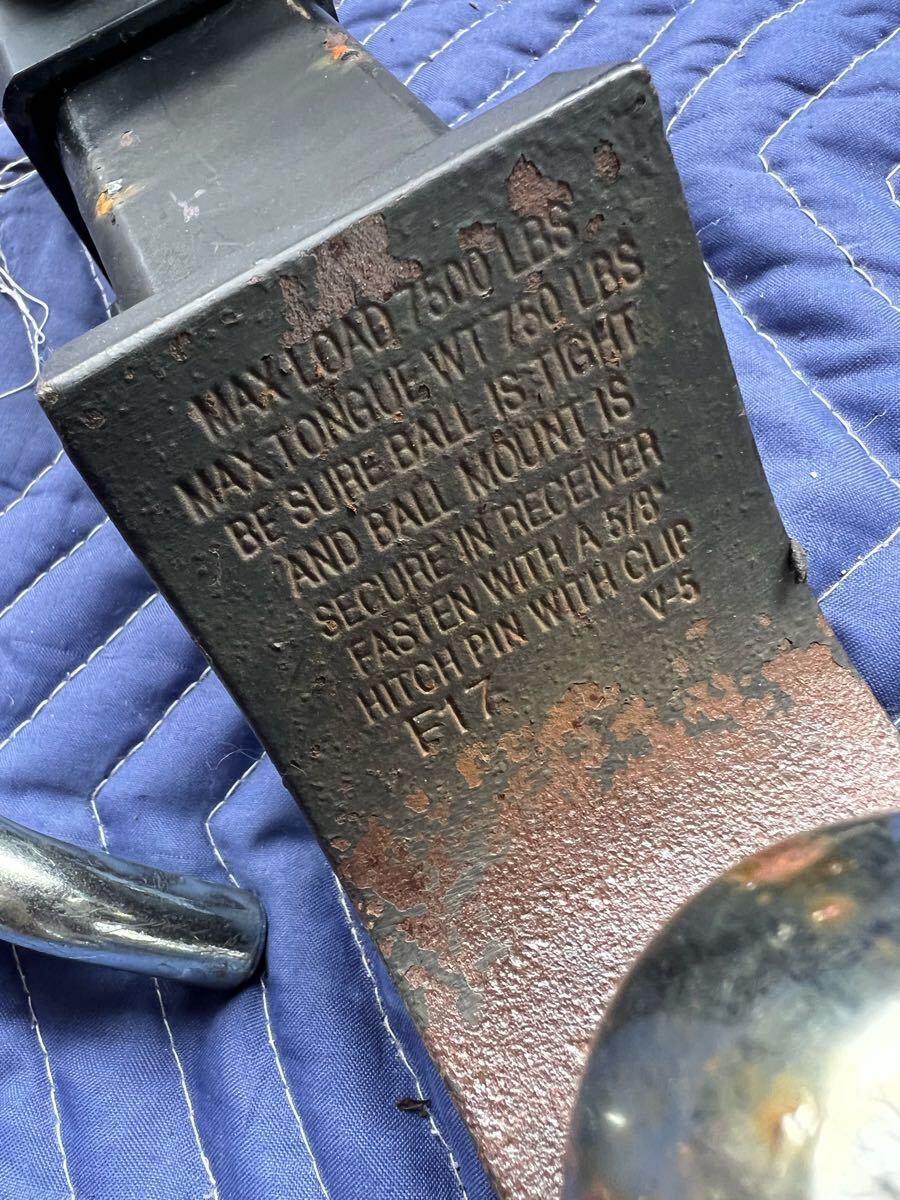 MAX LOAD 7500 LBS
MAX TONGUE WT 750 LBS
BE SURE BALL IS TIGHT
AND BALL MOUNT IS
SECURE IN RECEIVER
FASTEN WITH A 5/8"
HITCH PIN WITH CLIP
V-5
F17